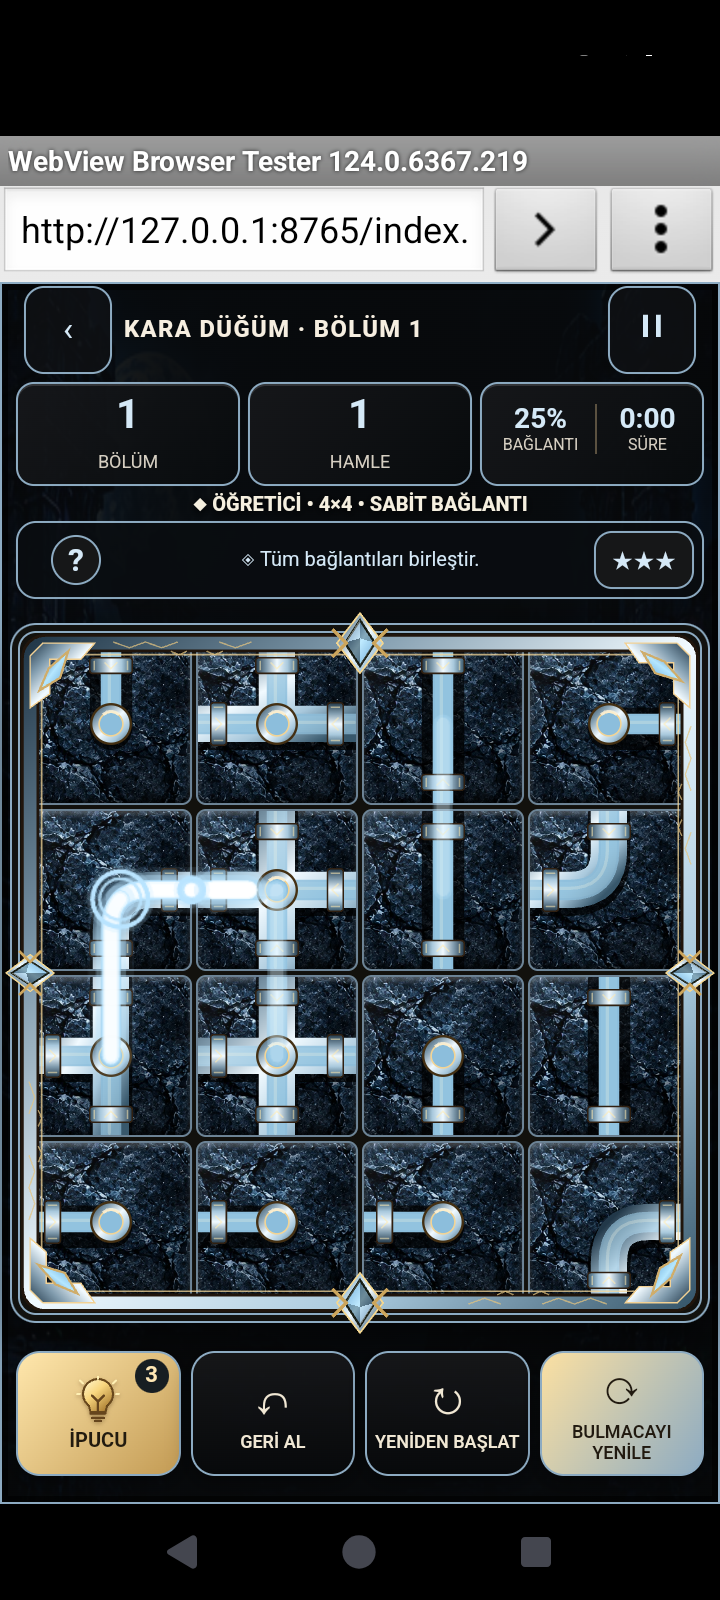 WebView Browser Tester 124.0.6367.219
http://127.0.0.1:8765/index.
KARA DÜĞÜM · BÖLÜM 1
1
BÖLÜM
1
HAMLE
25%
BAĞLANTI
0:00
SÜRE
◆ ÖĞRETİCİ • 4×4 • SABİT BAĞLANTI
?
◈ Tüm bağlantıları birleştir.
★★★
3
İPUCU
GERİ AL
YENİDEN BAŞLAT
BULMACAYI
YENİLE